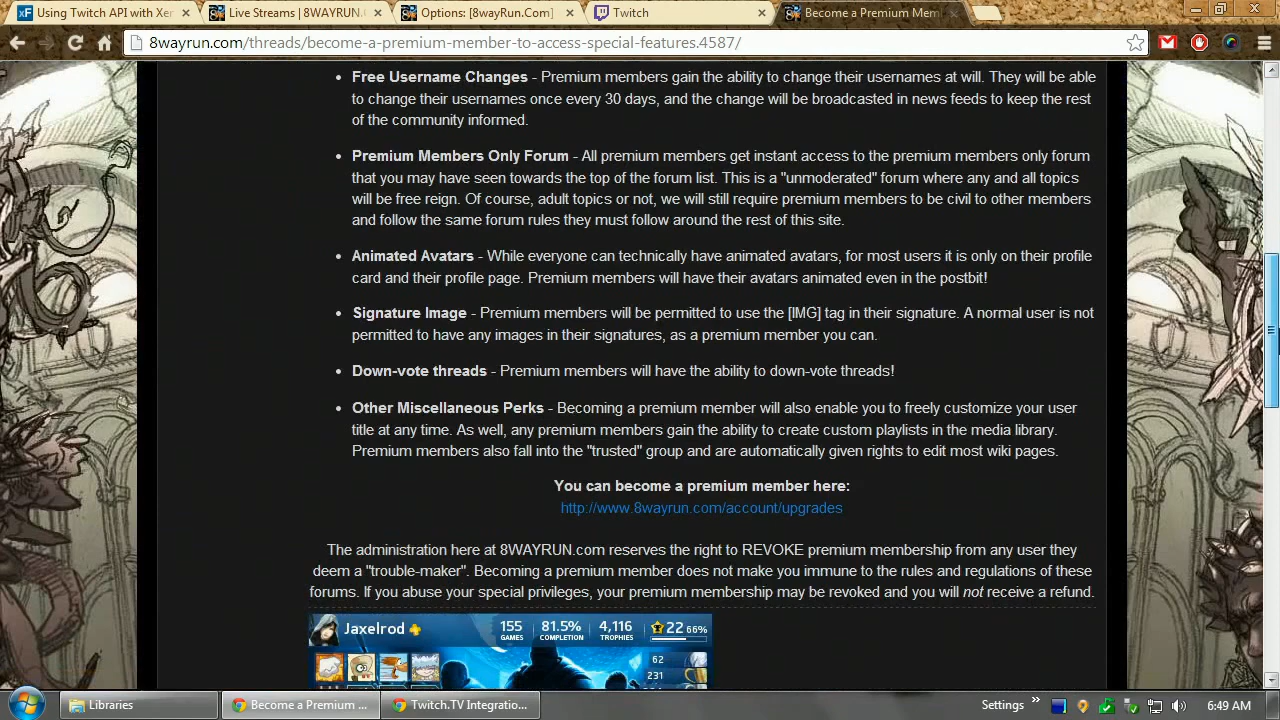 Using Twitch API with Xer
Live Streams | 8WAYRUN.
Options: [8wayRun.Com]
Twitch
Become a Premium Mem
8wayrun.com/threads/become-a-premium-member-to-access-special-features.4587/
• Free Username Changes - Premium members gain the ability to change their usernames at will. They will be able
to change their usernames once every 30 days, and the change will be broadcasted in news feeds to keep the rest
of the community informed.
• Premium Members Only Forum - All premium members get instant access to the premium members only forum
that you may have seen towards the top of the forum list. This is a "unmoderated" forum where any and all topics
will be free reign. Of course, adult topics or not, we will still require premium members to be civil to other members
and follow the same forum rules they must follow around the rest of this site.
• Animated Avatars - While everyone can technically have animated avatars, for most users it is only on their profile
card and their profile page. Premium members will have their avatars animated even in the postbit!
• Signature Image - Premium members will be permitted to use the [IMG] tag in their signature. A normal user is not
permitted to have any images in their signatures, as a premium member you can.
• Down-vote threads - Premium members will have the ability to down-vote threads!
• Other Miscellaneous Perks - Becoming a premium member will also enable you to freely customize your user
title at any time. As well, any premium members gain the ability to create custom playlists in the media library.
Premium members also fall into the "trusted" group and are automatically given rights to edit most wiki pages.
You can become a premium member here:
http://www.8wayrun.com/account/upgrades
The administration here at 8WAYRUN.com reserves the right to REVOKE premium membership from any user they
deem a "trouble-maker". Becoming a premium member does not make you immune to the rules and regulations of these
forums. If you abuse your special privileges, your premium membership may be revoked and you will not receive a refund.
Jaxelrod 155 81.5% 4,116 22 66%
GAMES COMPLETION TROPHIES
62
231
Libraries
Become a Premium ...
Twitch.TV Integratio...
Settings »
6:49 AM